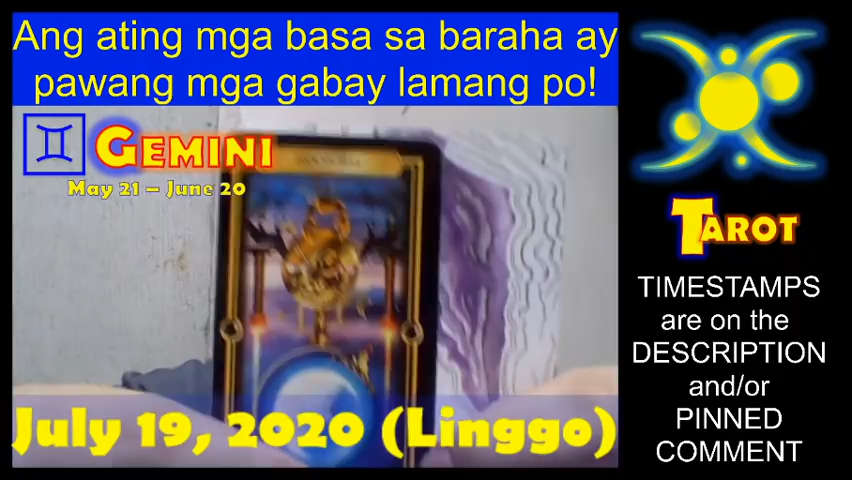 Ang ating mga basa sa baraha ay
pawang mga gabay lamang po!
GEMINI
May 21 – June 20
July 19, 2020 (Linggo)
TAROT
TIMESTAMPS
are on the
DESCRIPTION
and/or
PINNED
COMMENT